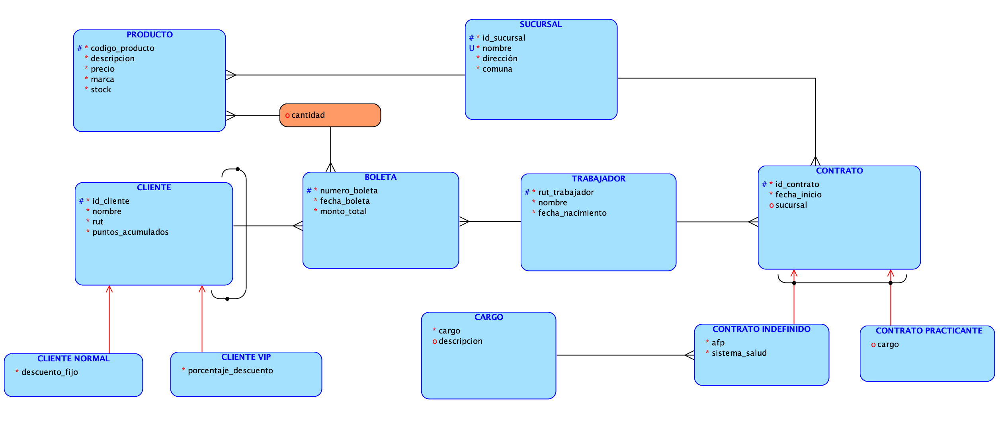 PRODUCTO
# * codigo_producto
* descripcion
* precio
* marca
* stock
SUCURSAL
# * id_sucursal
U * nombre
* dirección
* comuna
o cantidad
CLIENTE
# * id_cliente
* nombre
* rut
* puntos_acumulados
BOLETA
# * numero_boleta
* fecha_boleta
* monto_total
TRABAJADOR
# * rut_trabajador
* nombre
* fecha_nacimiento
CONTRATO
# * id_contrato
* fecha_inicio
o sucursal
CLIENTE NORMAL
* descuento_fijo
CLIENTE VIP
* porcentaje_descuento
CARGO
* cargo
o descripcion
CONTRATO INDEFINIDO
* afp
* sistema_salud
CONTRATO PRACTICANTE
o cargo